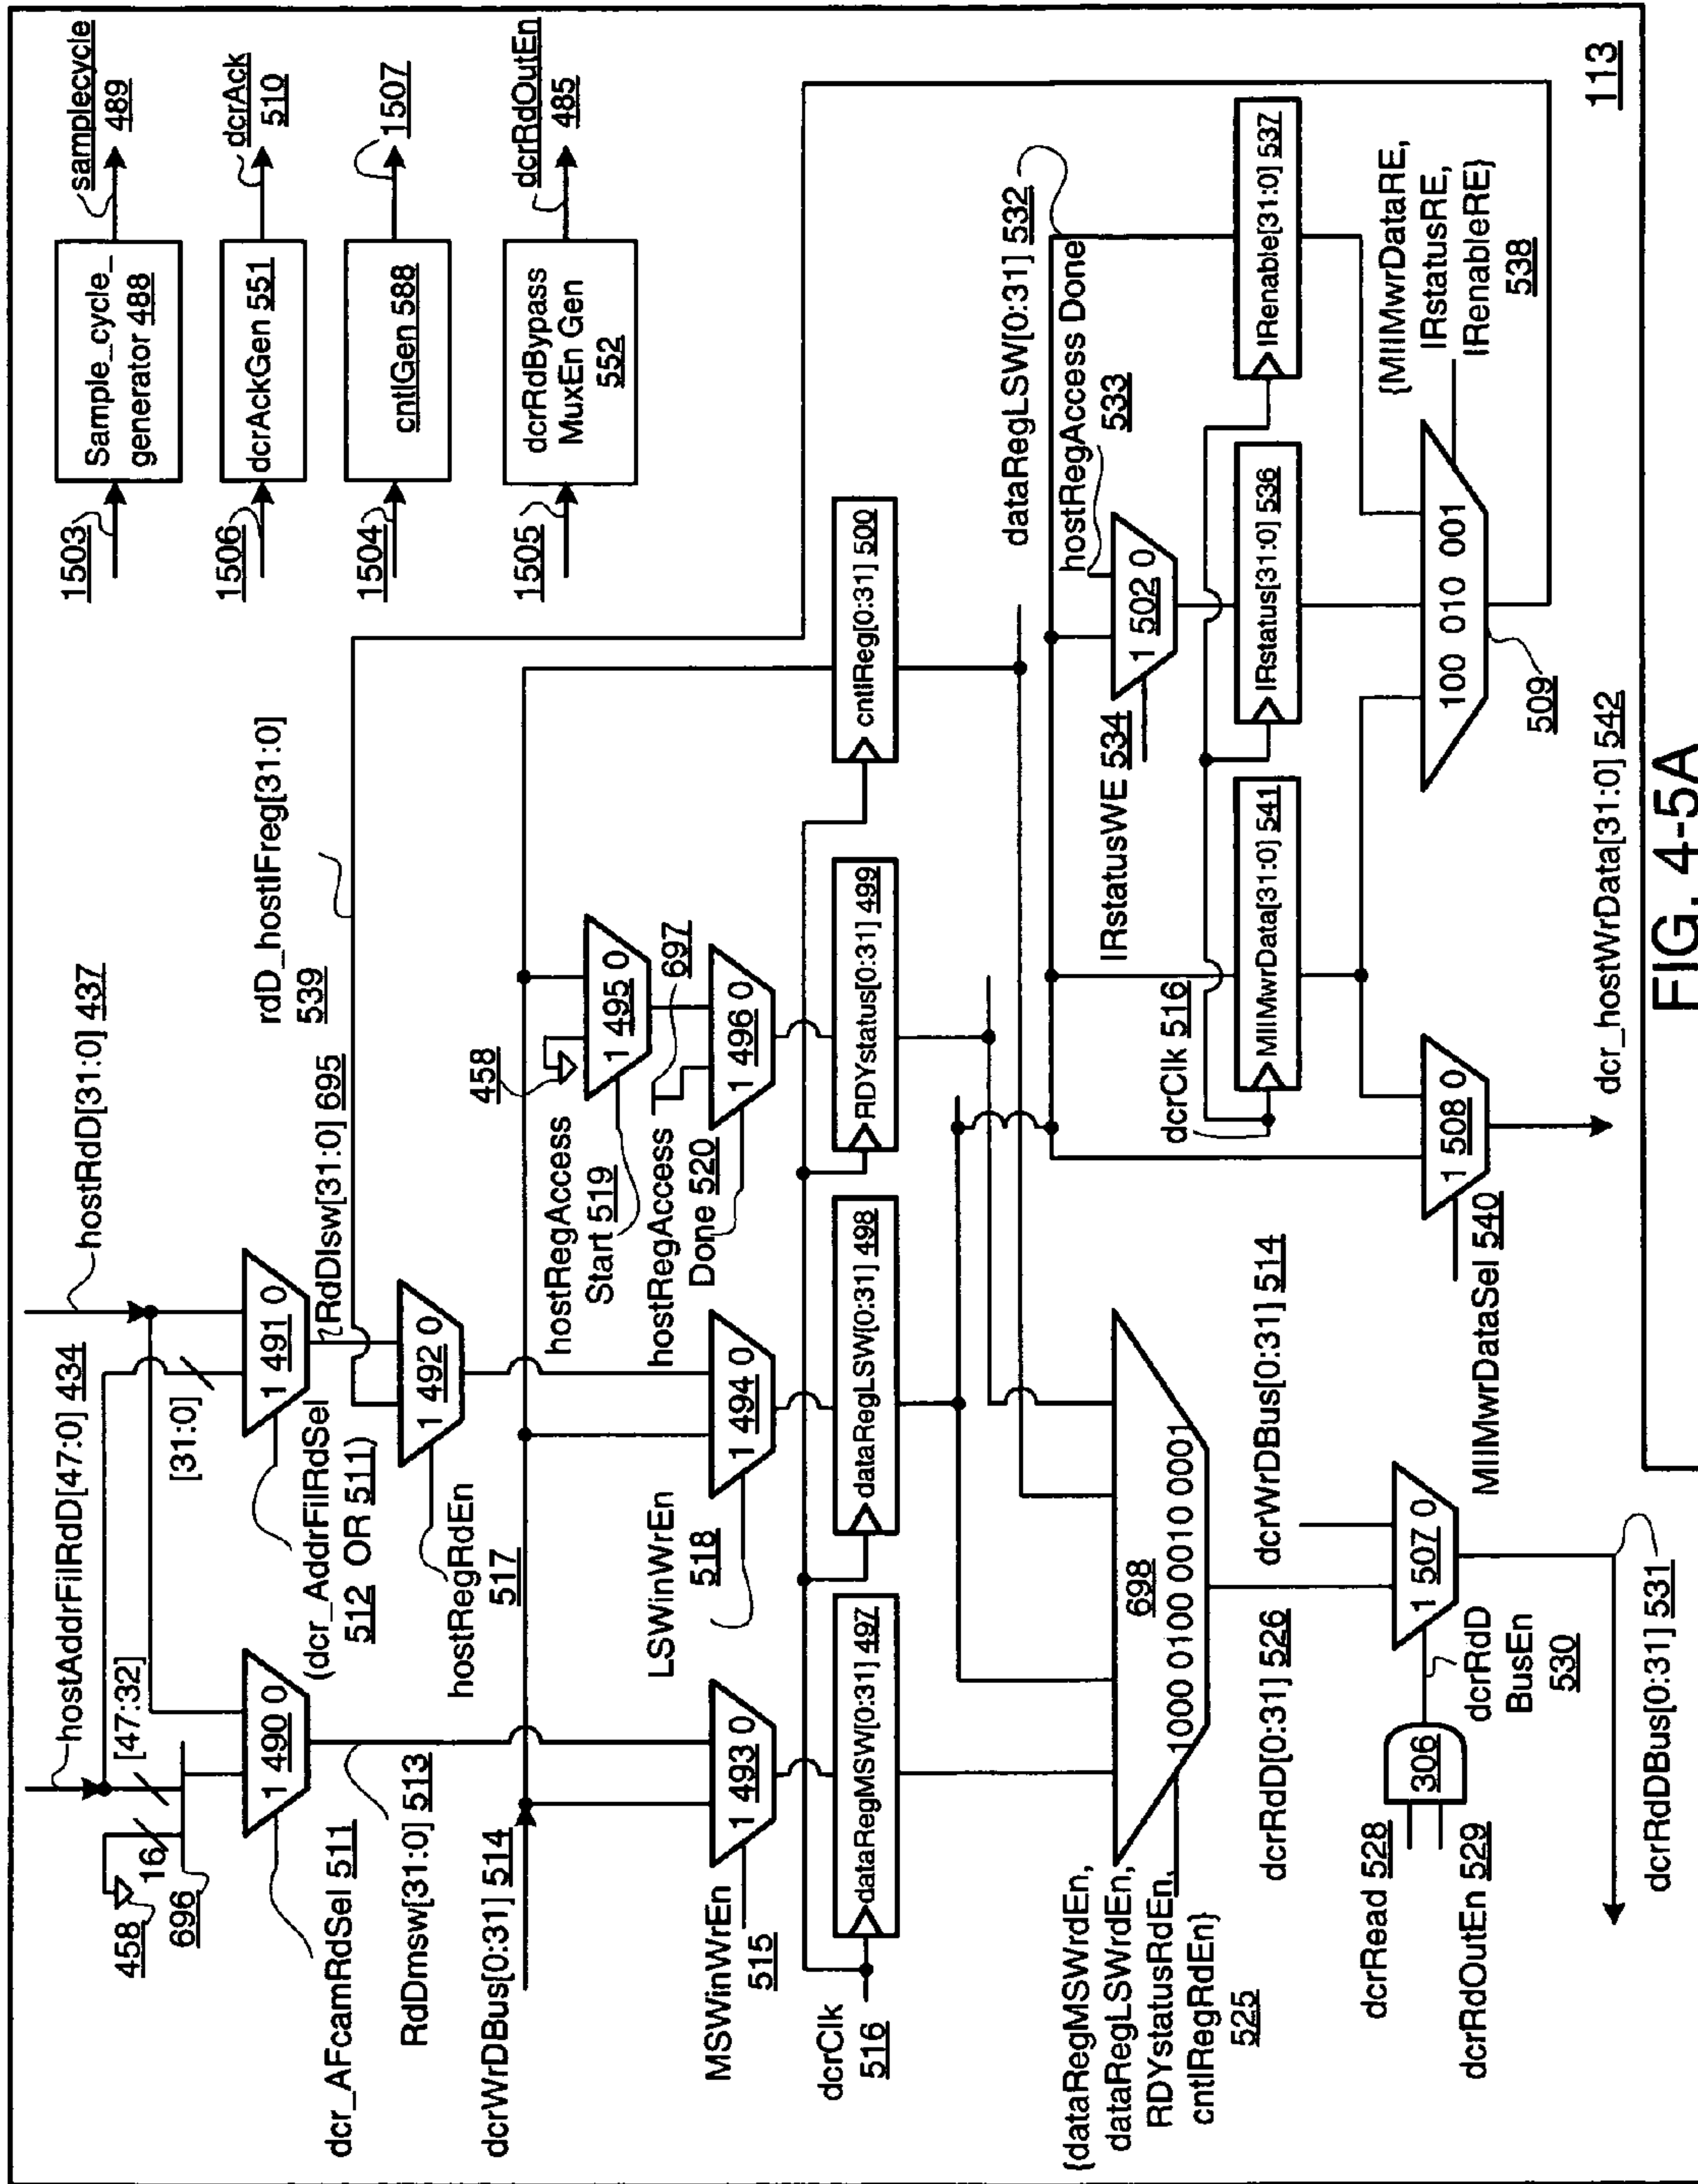 hostAddrFilRdD[47:0] 434
hostRdD[31:0] 437
458
16
[47:32]
[31:0]
696
1 490 0
1 491 0
dcr_AFcamRdSel 511
(dcr_AddrFilRdSel
512 OR 511)
RdDlsw[31:0] 695
rdD_hostIFreg[31:0]
539
RdDmsw[31:0] 513
hostRegRdEn
517
1 492 0
dcrWrDBus[0:31] 514
MSWinWrEn
515
1 493 0
LSWinWrEn
518
1 494 0
hostRegAccess
Start 519
458
1 495 0
697
hostRegAccess
Done 520
1 496 0
dcrClk
516
dataRegMSW[0:31] 497
dataRegLSW[0:31] 498
RDYstatus[0:31] 499
cntlReg[0:31] 500
1503
Sample_cycle_
generator 488
samplecycle
489
1506
dcrAckGen 551
dcrAck
510
1504
cntlGen 588
1507
1505
dcrRdBypass
MuxEn Gen
552
dcrRdOutEn
485
{dataRegMSWrdEn,
dataRegLSWrdEn,
RDYstatusRdEn,
cntlRegRdEn}
525
698
1000 0100 0010 0001
dcrRdD[0:31] 526
dcrWrDBus[0:31] 514
dcrRead 528
dcrRdOutEn 529
306
dcrRdD
BusEn
530
1 507 0
dcrRdDBus[0:31] 531
dataRegLSW[0:31] 532
hostRegAccess Done
533
IRstatusWE 534
1 502 0
dcrClk 516
MIIMwrData[31:0] 541
IRstatus[31:0] 536
IRenable[31:0] 537
MIIMwrDataSel 540
1 508 0
100 010 001
509
{MIIMwrDataRE,
IRstatusRE,
IRenableRE}
538
dcr_hostWrData[31:0] 542
113
FIG. 4-5A